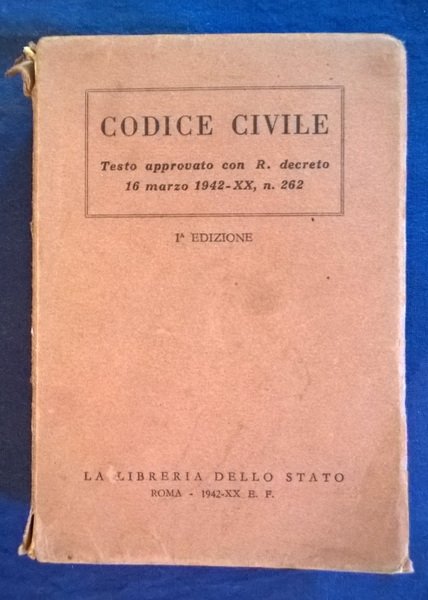 CODICE CIVILE
Testo approvato con R. decreto
16 marzo 1942-XX, n. 262
Iᴬ EDIZIONE
LA LIBRERIA DELLO STATO
ROMA - 1942-XX E. F.